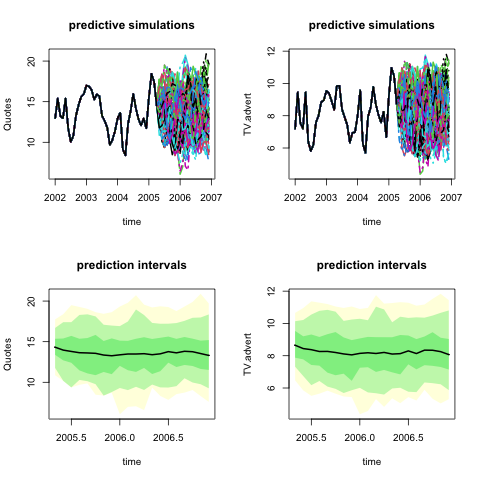 predictive simulations
Quotes
20
15
10
2002 2003 2004 2005 2006 2007
time
predictive simulations
TV.advert
12
10
8
6
2002 2003 2004 2005 2006 2007
time
prediction intervals
Quotes
20
15
10
2005.5 2006.0 2006.5
time
prediction intervals
TV.advert
12
10
8
6
2005.5 2006.0 2006.5
time